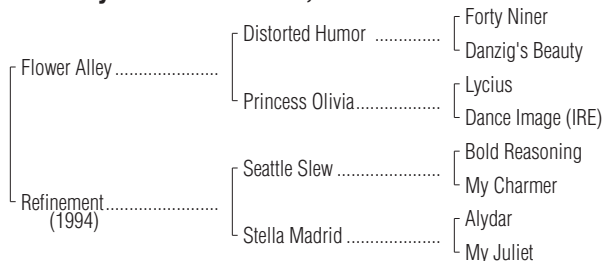 Forty Niner
Distorted Humor ...............
Danzig's Beauty
Flower Alley .....................
Lycius
Princess Olivia.................
Dance Image (IRE)
Bold Reasoning
Seattle Slew ....................
My Charmer
Refinement.......................
(1994)
Alydar
Stella Madrid ..................
My Juliet